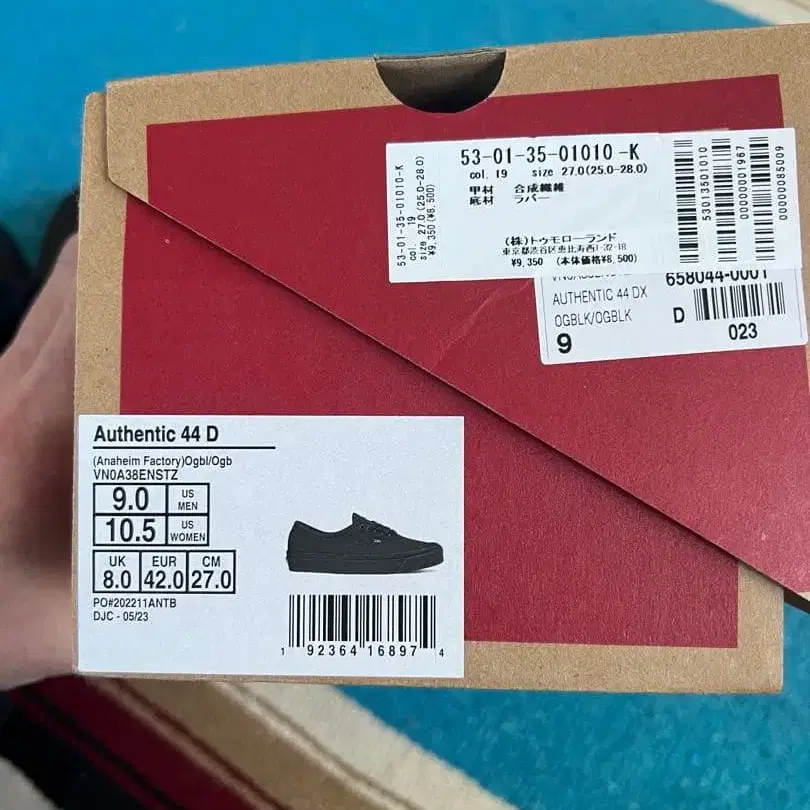 53-01-35-01010 -K
col. 19 size 27.0(25.0-28.0)
甲材 合成繊維
底材 ラバー
(株)トゥモローランド
東京都渋谷区恵比寿西1-32-18
¥9,350 (本体価格¥8,500)
53-01-35-01010-K
col. 19
size 27.0(25.0-28.0)
¥9,350(¥8,500)
53013501010
00000001967
00000085009
658044-0001
AUTHENTIC 44 DX
OGBLK/OGBLK
D
9
023
Authentic 44 D
(Anaheim Factory)Ogbl/Ogb
VN0A38ENSTZ
9.0 US MEN
10.5 US WOMEN
UK EUR CM
8.0 42.0 27.0
PO#202211ANTB
DJC - 05/23
1 92364 16897 4